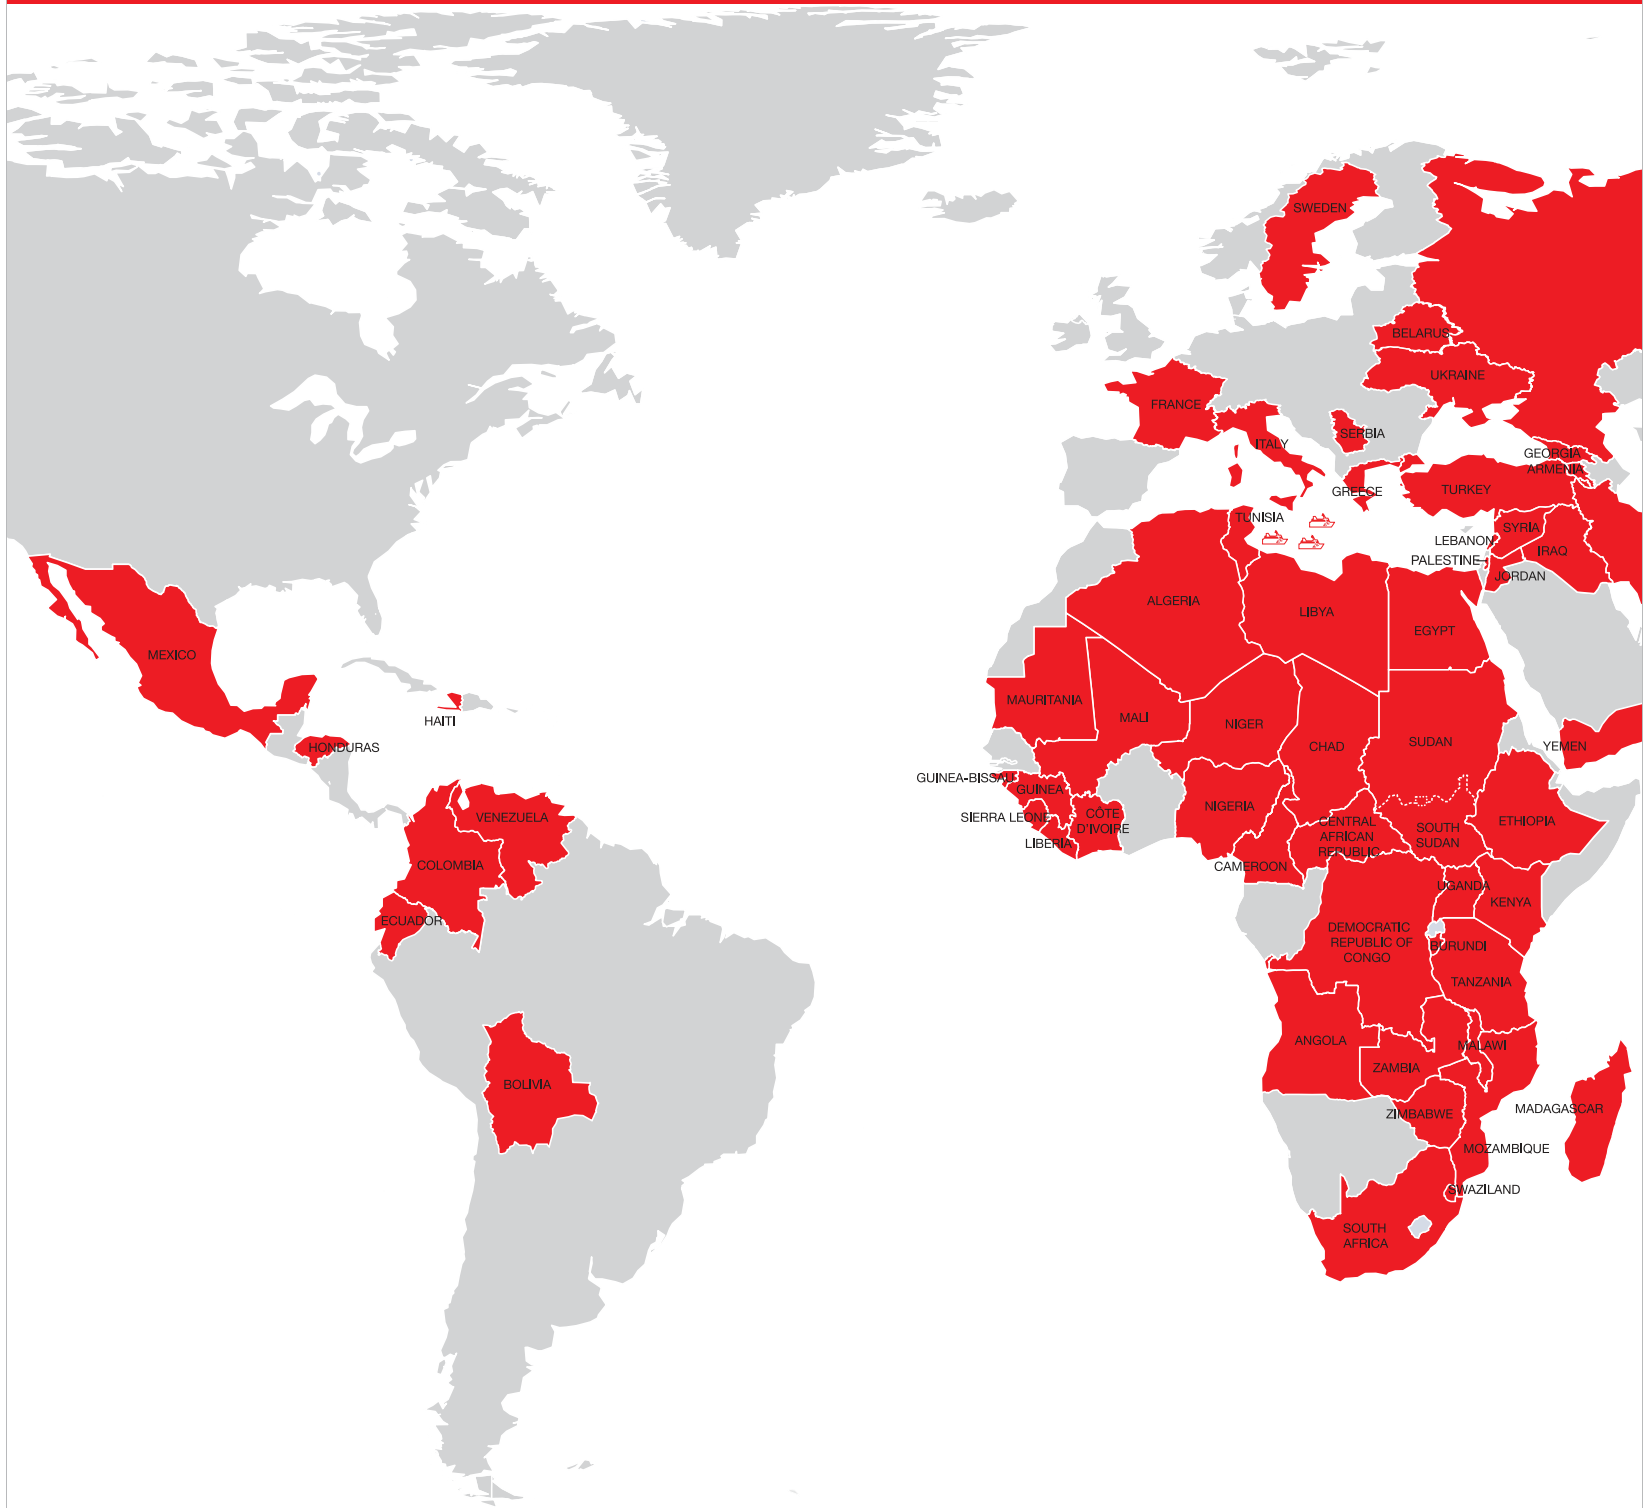 SWEDEN
BELARUS
UKRAINE
FRANCE
SERBIA
ITALY
GEORGIA
ARMENIA
GREECE
TURKEY
TUNISIA
SYRIA
LEBANON
IRAQ
PALESTINE
JORDAN
ALGERIA
LIBYA
EGYPT
MEXICO
MAURITANIA
MALI
NIGER
CHAD
SUDAN
YEMEN
HAITI
HONDURAS
GUINEA-BISSAU
GUINEA
SIERRA LEONE
LIBERIA
CÔTE
D'IVOIRE
NIGERIA
CAMEROON
CENTRAL
AFRICAN
REPUBLIC
SOUTH
SUDAN
ETHIOPIA
VENEZUELA
COLOMBIA
ECUADOR
UGANDA
KENYA
DEMOCRATIC
REPUBLIC OF
CONGO
BURUNDI
TANZANIA
ANGOLA
MALAWI
ZAMBIA
BOLIVIA
ZIMBABWE
MADAGASCAR
MOZAMBIQUE
SWAZILAND
SOUTH
AFRICA